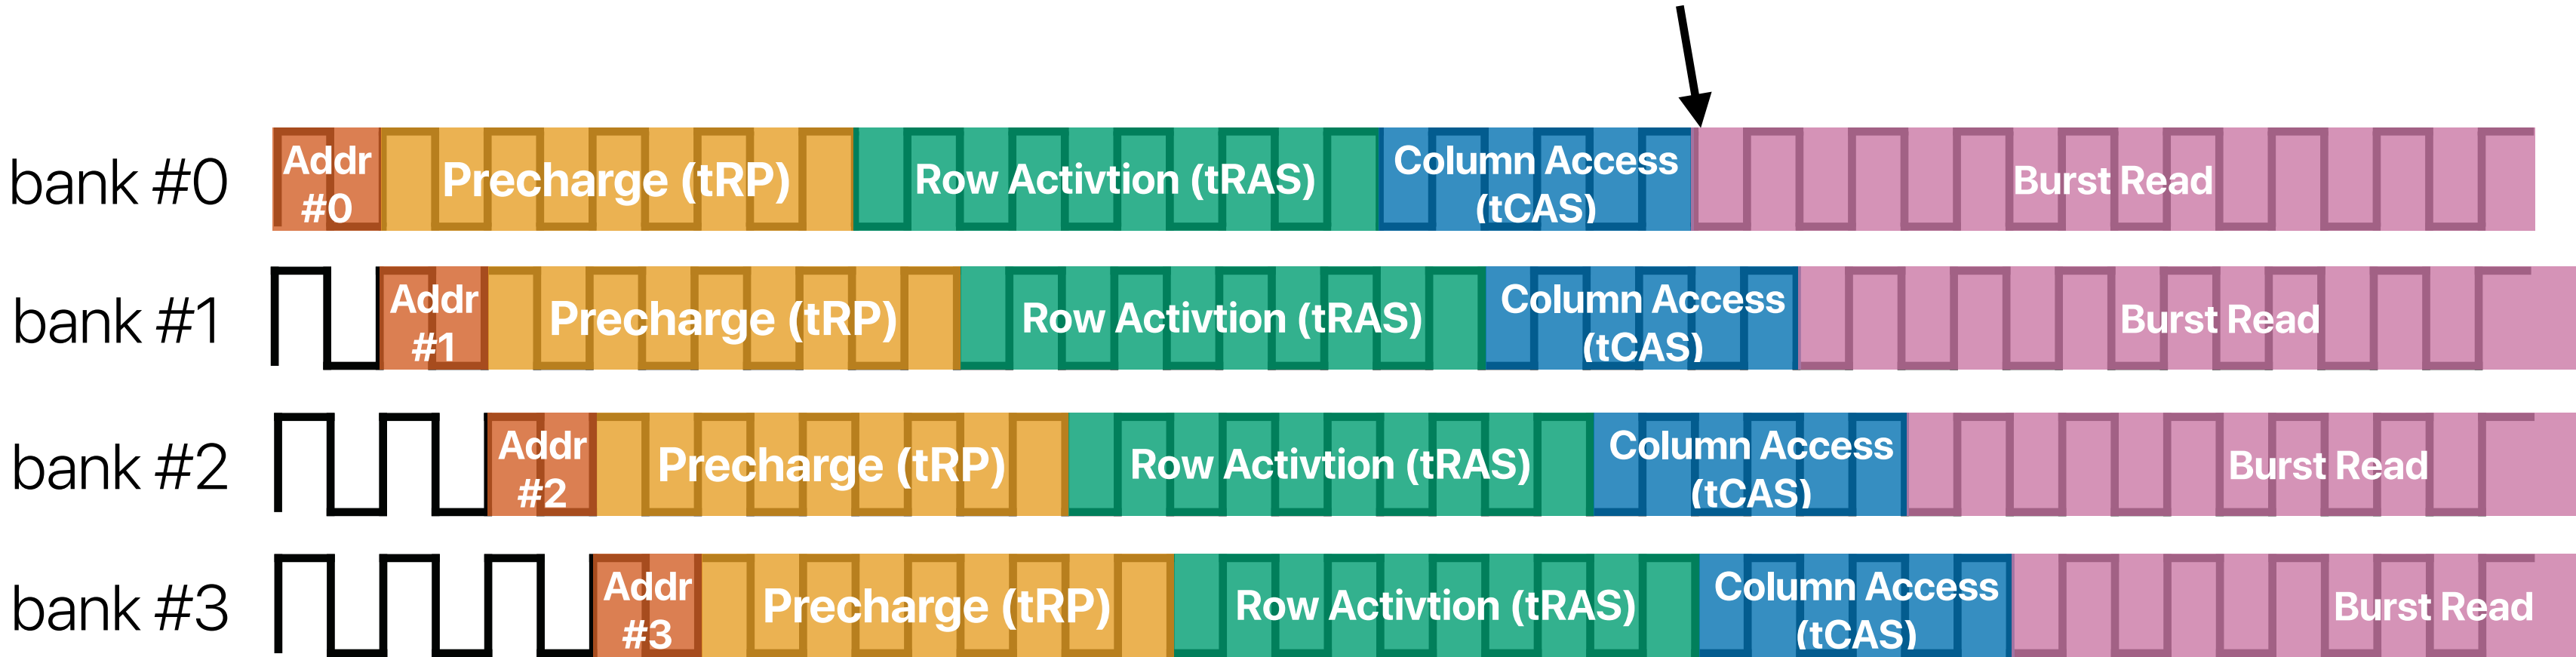 bank #0
Addr
#0
Precharge (tRP)
Row Activtion (tRAS)
Column Access
(tCAS)
Burst Read
bank #1
Addr
#1
Precharge (tRP)
Row Activtion (tRAS)
Column Access
(tCAS)
Burst Read
bank #2
Addr
#2
Precharge (tRP)
Row Activtion (tRAS)
Column Access
(tCAS)
Burst Read
bank #3
Addr
#3
Precharge (tRP)
Row Activtion (tRAS)
Column Access
(tCAS)
Burst Read